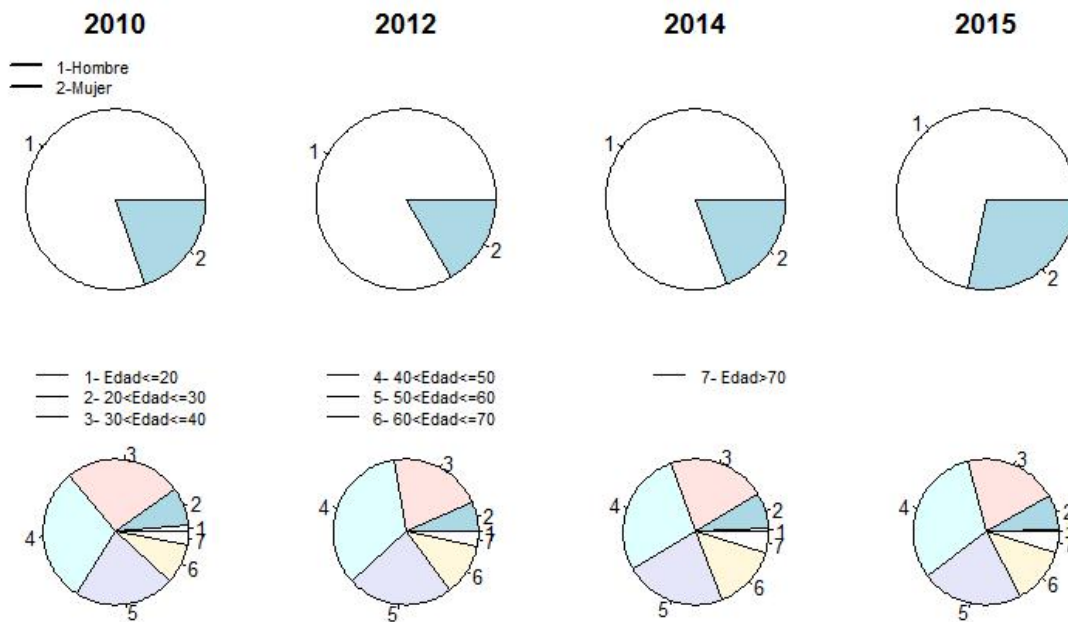 2010 2012 2014 2015
1-Hombre
2-Mujer
1 1 1 1
2 2 2 2
1- Edad<=20 4- 40<Edad<=50 7- Edad>70
2- 20<Edad<=30 5- 50<Edad<=60
3- 30<Edad<=40 6- 60<Edad<=70
3 3 3 3
2 2 2 2
4 4 4 4
1 1 1 1
7 7 7 7
6 6 6 6
5 5 5 5